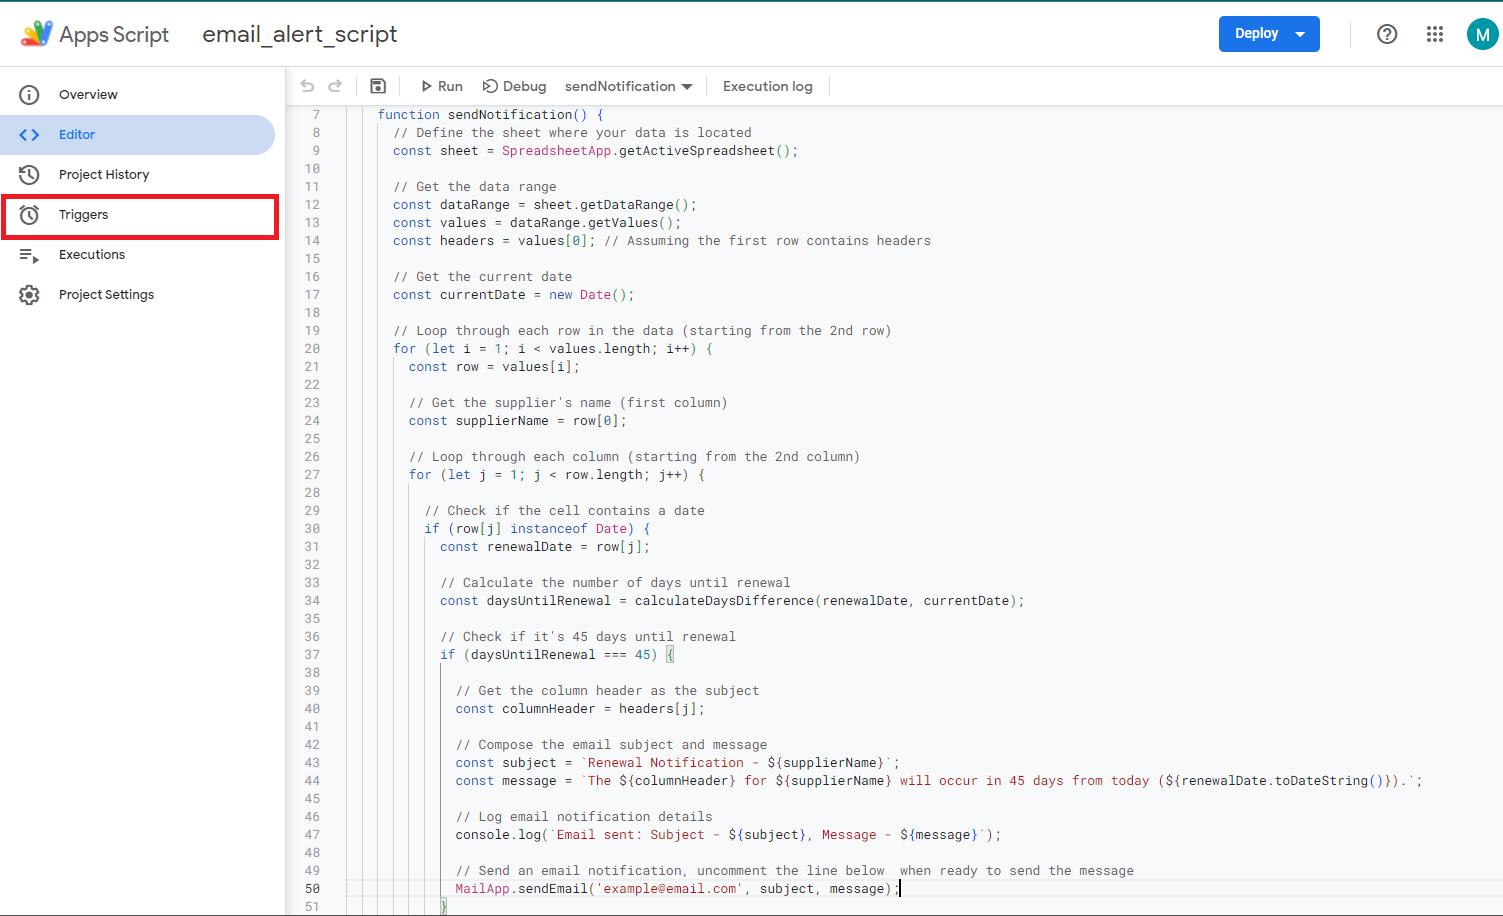 Apps Script
email_alert_script
Deploy
M
Overview
Editor
Project History
Triggers
Executions
Project Settings
Run
Debug
sendNotification
Execution log
7 function sendNotification() {
8 // Define the sheet where your data is located
9 const sheet = SpreadsheetApp.getActiveSpreadsheet();
10
11 // Get the data range
12 const dataRange = sheet.getDataRange();
13 const values = dataRange.getValues();
14 const headers = values[0]; // Assuming the first row contains headers
15
16 // Get the current date
17 const currentDate = new Date();
18
19 // Loop through each row in the data (starting from the 2nd row)
20 for (let i = 1; i < values.length; i++) {
21 const row = values[i];
22
23 // Get the supplier's name (first column)
24 const supplierName = row[0];
25
26 // Loop through each column (starting from the 2nd column)
27 for (let j = 1; j < row.length; j++) {
28
29 // Check if the cell contains a date
30 if (row[j] instanceof Date) {
31 const renewalDate = row[j];
32
33 // Calculate the number of days until renewal
34 const daysUntilRenewal = calculateDaysDifference(renewalDate, currentDate);
35
36 // Check if it's 45 days until renewal
37 if (daysUntilRenewal === 45) {
38
39 // Get the column header as the subject
40 const columnHeader = headers[j];
41
42 // Compose the email subject and message
43 const subject = `Renewal Notification - ${supplierName}`;
44 const message = `The ${columnHeader} for ${supplierName} will occur in 45 days from today (${renewalDate.toDateString()}).`;
45
46 // Log email notification details
47 console.log(`Email sent: Subject - ${subject}, Message - ${message}`);
48
49 // Send an email notification, uncomment the line below  when ready to send the message
50 MailApp.sendEmail('example@email.com', subject, message);
51 }